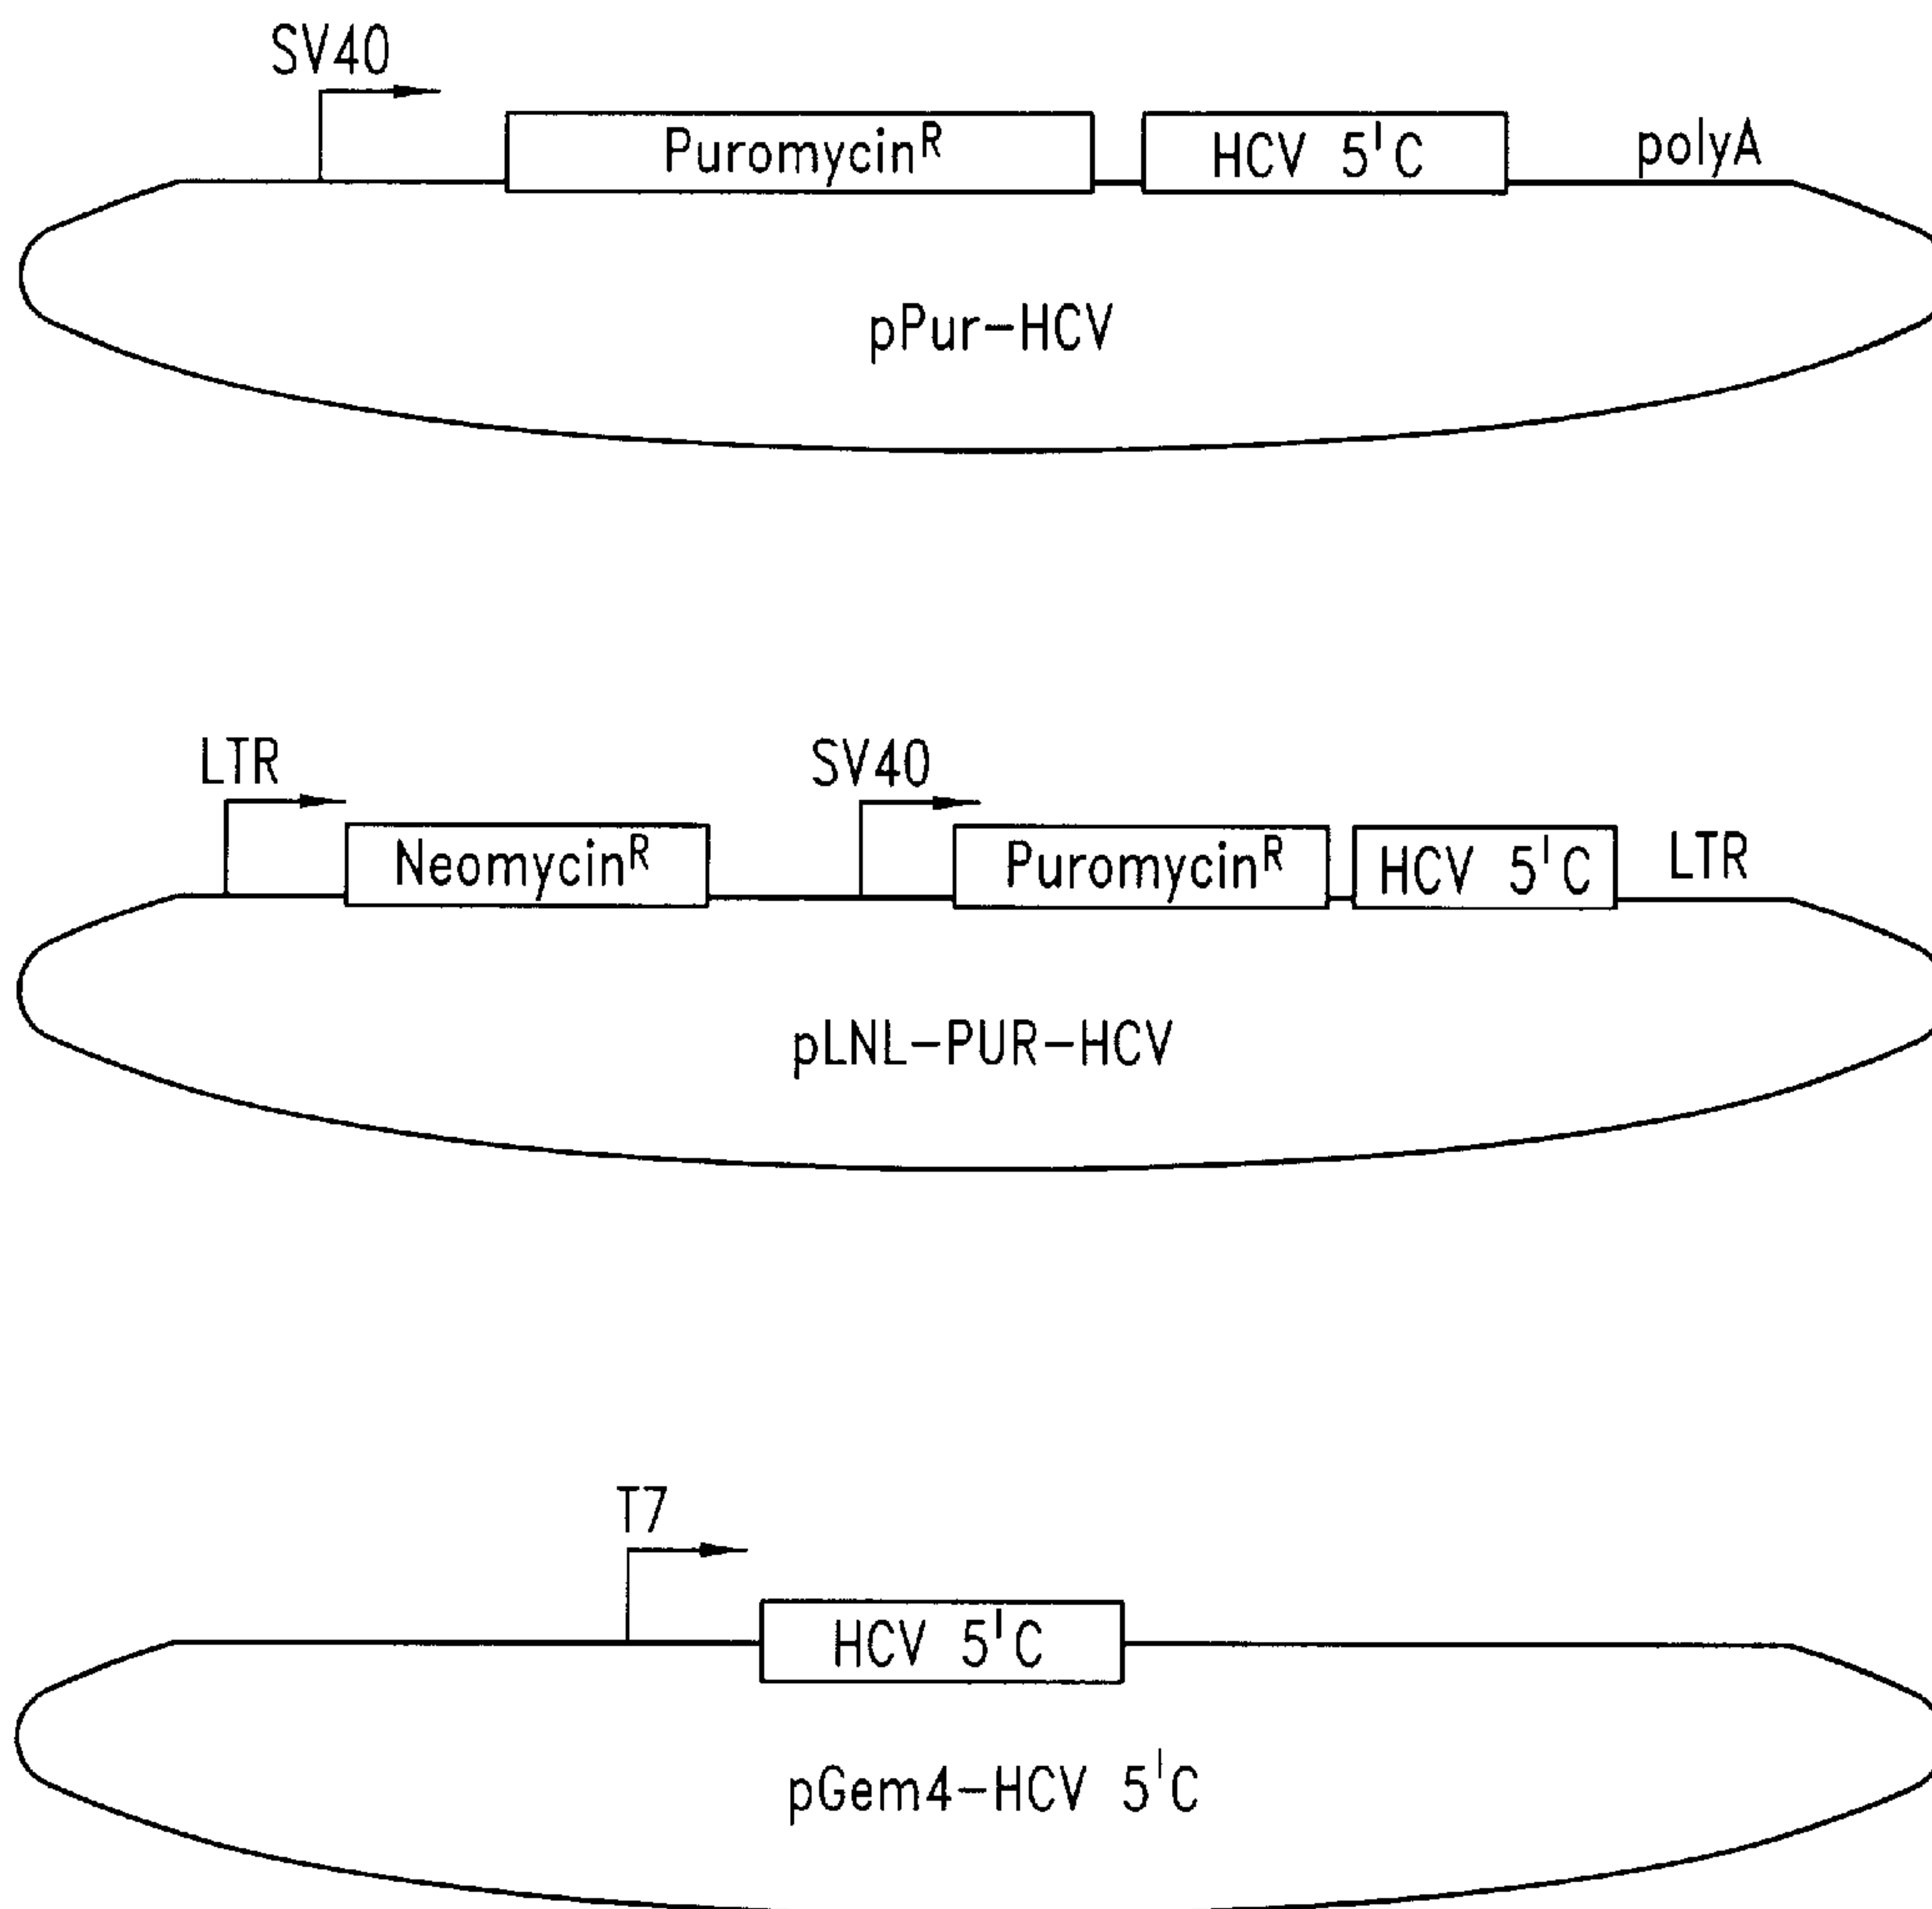 SV40
Puromycinᴿ HCV 5'C polyA
pPur-HCV
LTR SV40
Neomycinᴿ Puromycinᴿ HCV 5'C LTR
pLNL-PUR-HCV
T7
HCV 5'C
pGem4-HCV 5'C